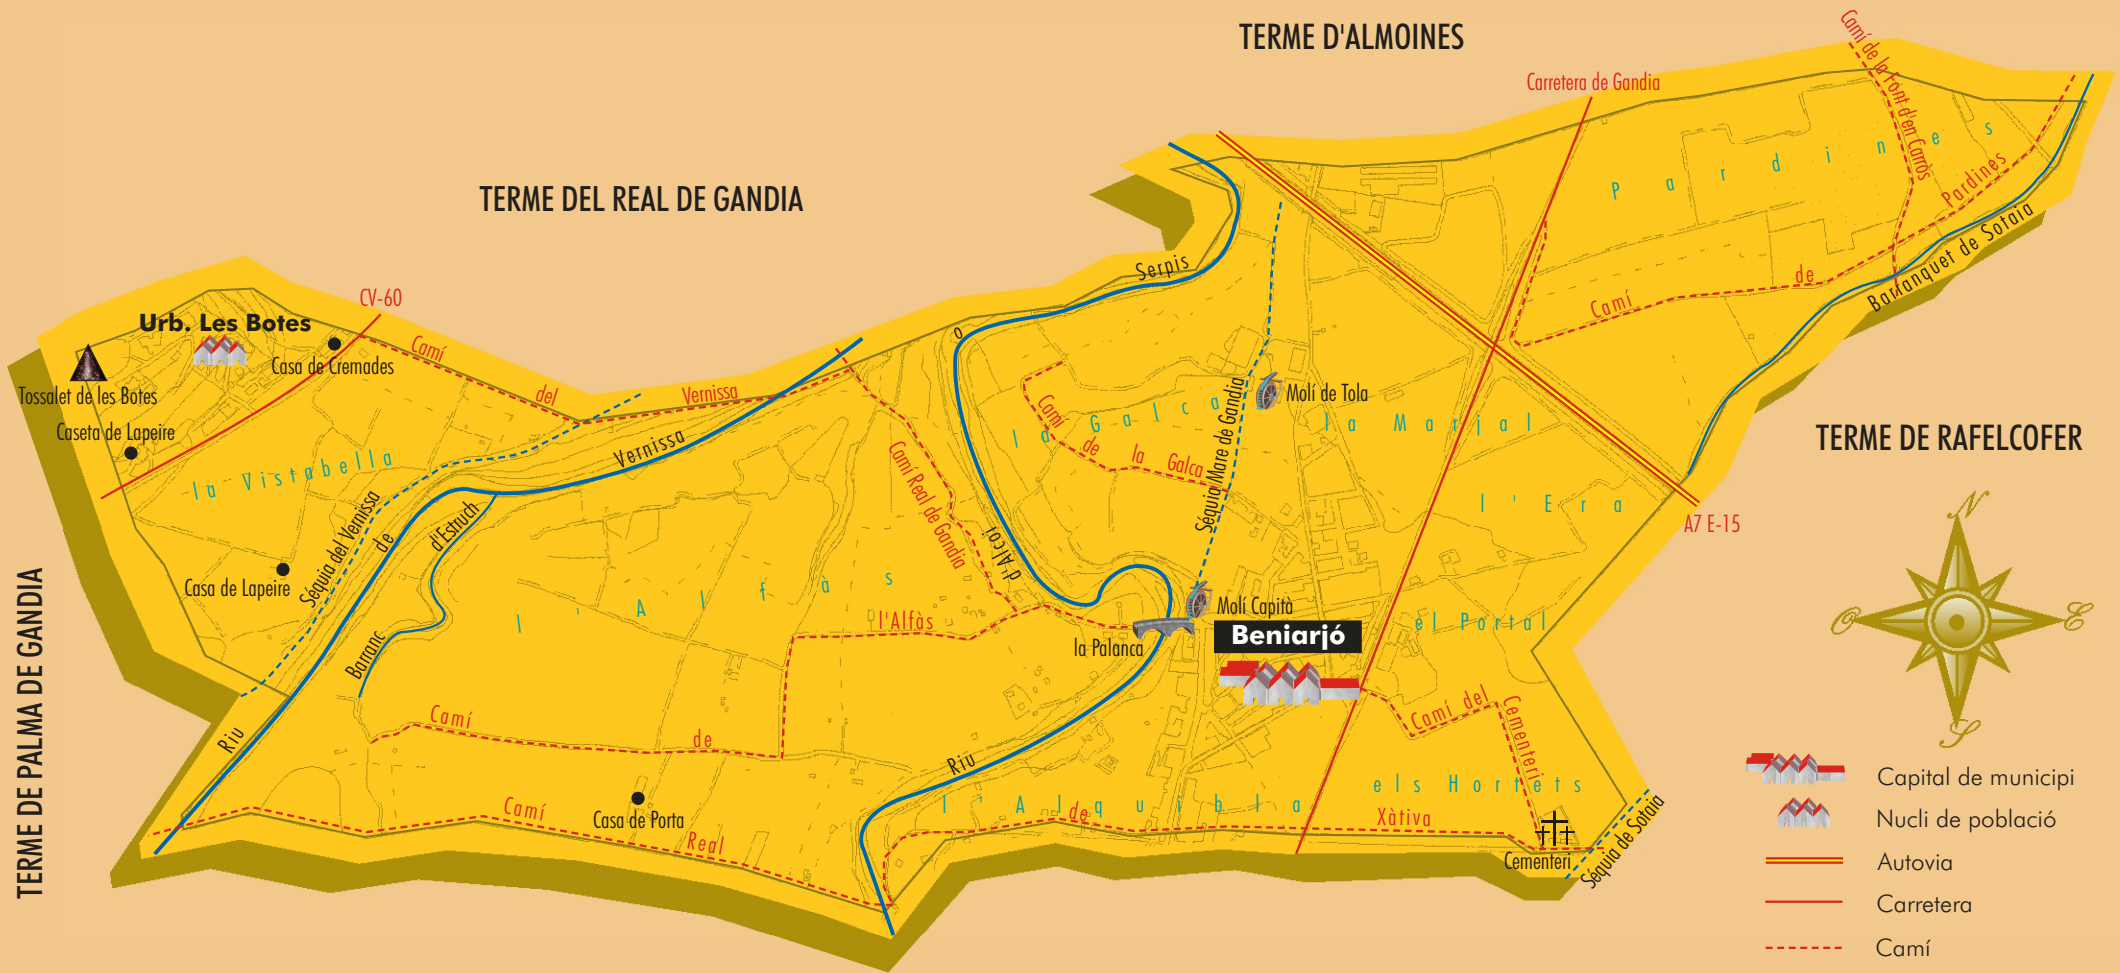 TERME D'ALMOINES
Camí de la Font d'en Carròs
Carretera de Gandia
Pardines
TERME DEL REAL DE GANDIA
Camí de Pardines
Barranquet de Sotaia
Riu Serpis o d'Alcoi
CV-60
Urb. Les Botes
Casa de Cremades
Tossalet de les Botes
Caseta de Lapeire
Camí del Vernissa
la Vistabella
Riu de Vernissa
Séquia del Vernissa
Barranc d'Estruch
Casa de Lapeire
Camí Real de Gandia
la Galca
Camí de la Galca
Séquia Mare de Gandia
Molí de Tola
la Marjal
l'Era
A7 E-15
TERME DE RAFELCOFER
TERME DE PALMA DE GANDIA
l'Alfàs
Camí de l'Alfàs
la Palanca
Molí Capità
Beniarjó
el Portal
Camí del Cementeri
els Hortets
l'Alquibla
Casa de Porta
Camí Real de Xàtiva
Cementeri
Séquia de Sotaia
N
O
E
S
Capital de municipi
Nucli de població
Autovia
Carretera
Camí